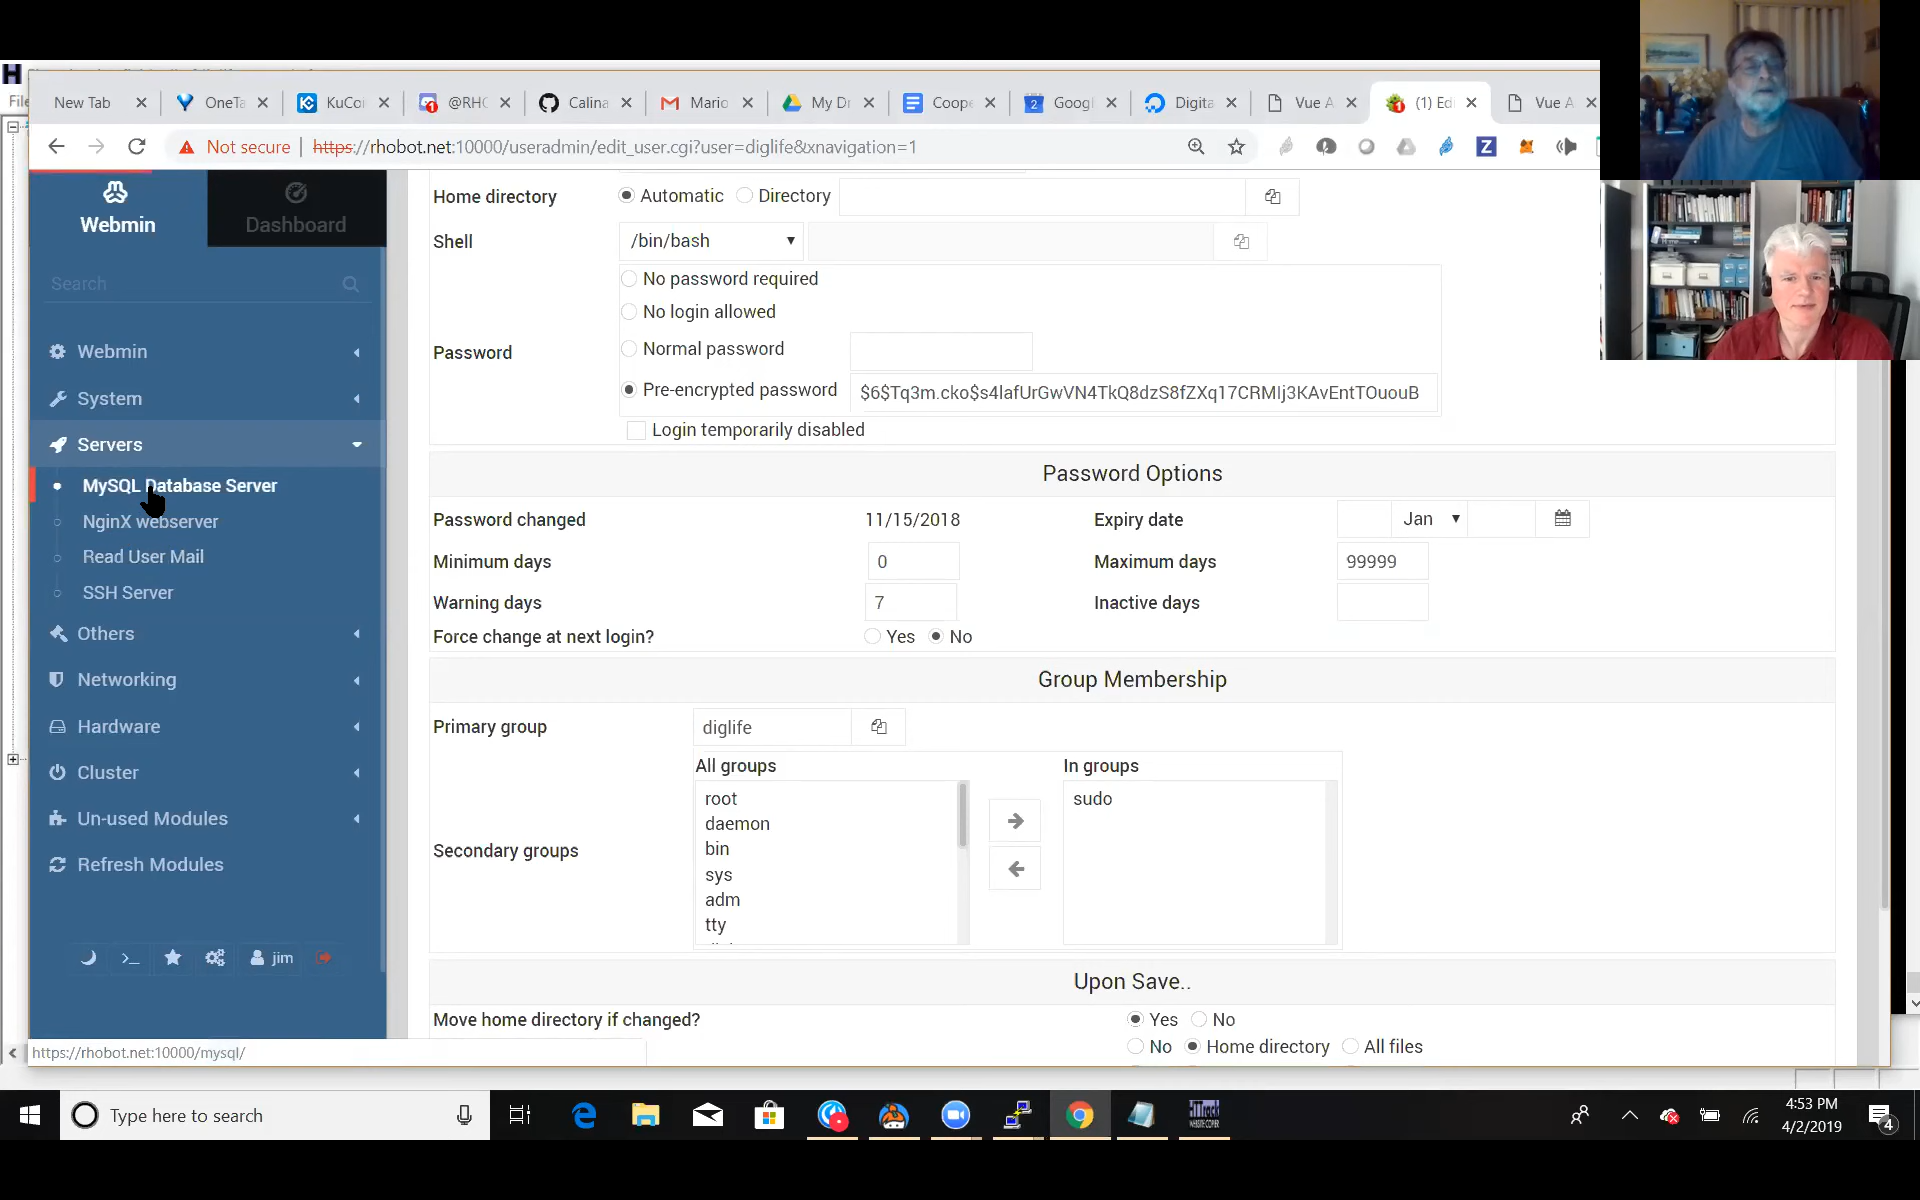 H
File
New Tab
OneTa
KuCoi
@RHC
Calina
Mario
My Dr
Coope
2
Googl
Digita
Vue A
(1) Edi
Vue A
Not secure
https://rhobot.net:10000/useradmin/edit_user.cgi?user=diglife&xnavigation=1
Z
Webmin
Dashboard
Search
Webmin
System
Servers
MySQL Database Server
NginX webserver
Read User Mail
SSH Server
Others
Networking
Hardware
Cluster
Un-used Modules
Refresh Modules
>_
jim
Home directory
Automatic
Directory
Shell
/bin/bash
Password
No password required
No login allowed
Normal password
Pre-encrypted password
$6$Tq3m.cko$s4lafUrGwVN4TkQ8dzS8fZXq17CRMIj3KAvEntTOuouB
Login temporarily disabled
Password Options
Password changed
11/15/2018
Expiry date
Jan
Minimum days
0
Maximum days
99999
Warning days
7
Inactive days
Force change at next login?
Yes
No
Group Membership
Primary group
diglife
Secondary groups
All groups
root
daemon
bin
sys
adm
tty
In groups
sudo
Upon Save..
Move home directory if changed?
Yes
No
No
Home directory
All files
https://rhobot.net:10000/mysql/
Type here to search
HTTrack
WEBSITE COPIER
4:53 PM
4/2/2019
4